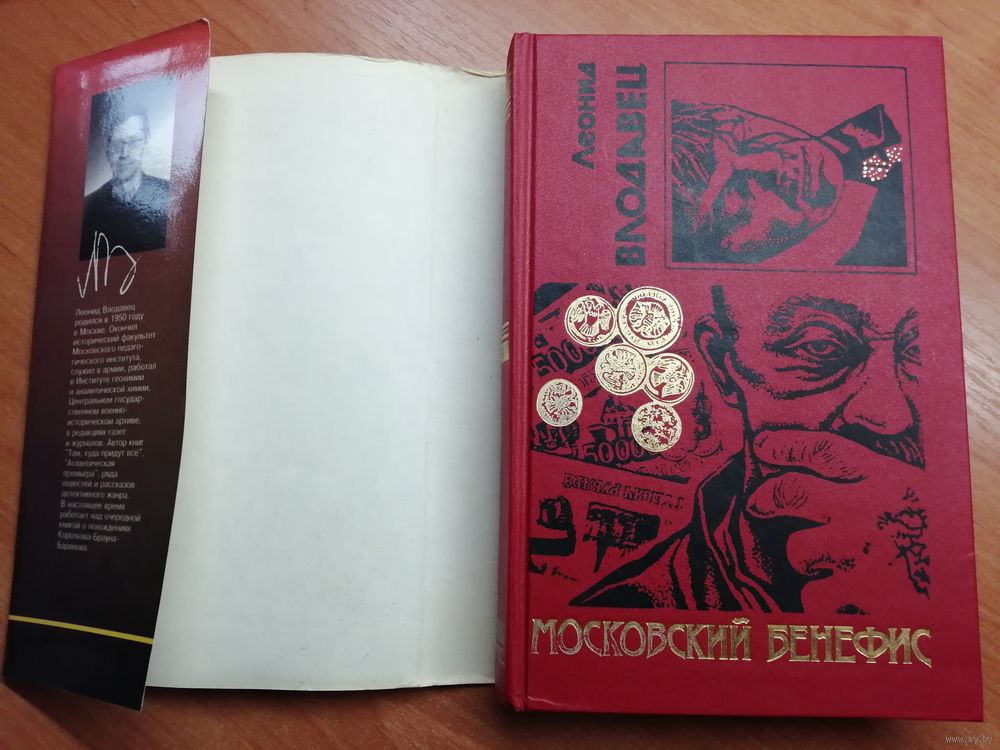 Леонид Влодавец
родился в 1950 году
в Москве. Окончил
исторический факультет
Московского педаго-
гического института,
служил в армии, работал
в Институте геохимии
и аналитической химии,
Центральном государ-
ственном военно-
историческом архиве,
в редакциях газет
и журналов. Автор книг
"Там, куда придут все",
"Атлантическая
премьера", ряда
повестей и рассказов
детективного жанра.
В настоящее время
работает над очередной
книгой о похождениях
Короткова-Брауна-
Баринова.
Леонид
ВЛОДАВЕЦ
5000
50000
МОСКОВСКИЙ БЕНЕФИС
www.ay.by